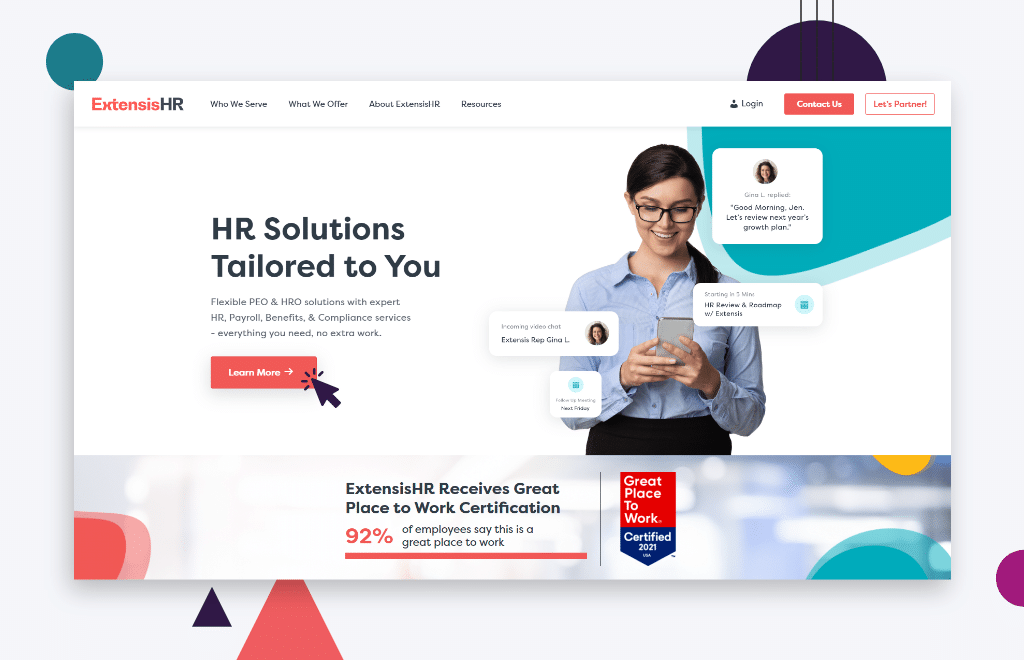 ExtensisHR
Who We Serve
What We Offer
About ExtensisHR
Resources
Login
Contact Us
Let's Partner!
HR Solutions
Tailored to You
Flexible PEO & HRO solutions with expert
HR, Payroll, Benefits, & Compliance services
- everything you need, no extra work.
Learn More →
Gina L. replied:
"Good Morning, Jen.
Let's review next year's
growth plan."
Starting in 5 Mins
HR Review & Roadmap
w/ Extensis
Incoming video chat
Extensis Rep Gina L.
Follow Up Meeting
Next Friday
ExtensisHR Receives Great
Place to Work Certification
92%
of employees say this is a
great place to work
Great
Place
To
Work.
Certified
2021
USA
™